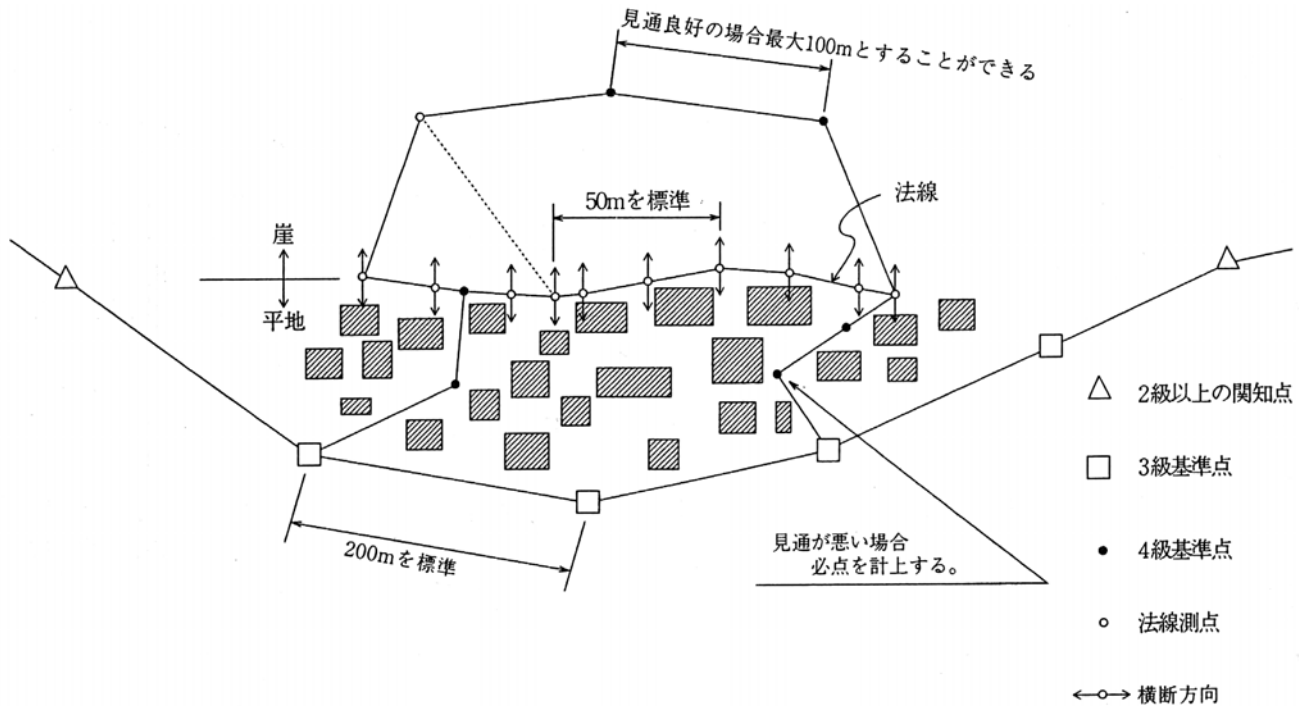 見通良好の場合最大100mとすることができる
50mを標準
法線
崖
平地
200mを標準
見通が悪い場合
必点を計上する。
2級以上の関知点
3級基準点
4級基準点
法線測点
横断方向